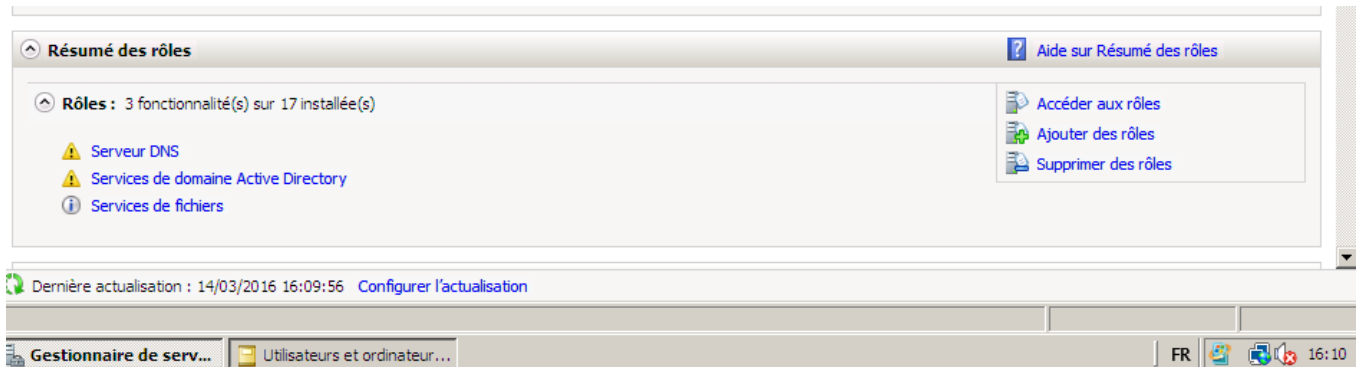 Résumé des rôles
Aide sur Résumé des rôles
Rôles : 3 fonctionnalité(s) sur 17 installée(s)
Serveur DNS
Services de domaine Active Directory
Services de fichiers
Accéder aux rôles
Ajouter des rôles
Supprimer des rôles
Dernière actualisation : 14/03/2016 16:09:56 Configurer l'actualisation
Gestionnaire de serv... Utilisateurs et ordinateur... FR 16:10